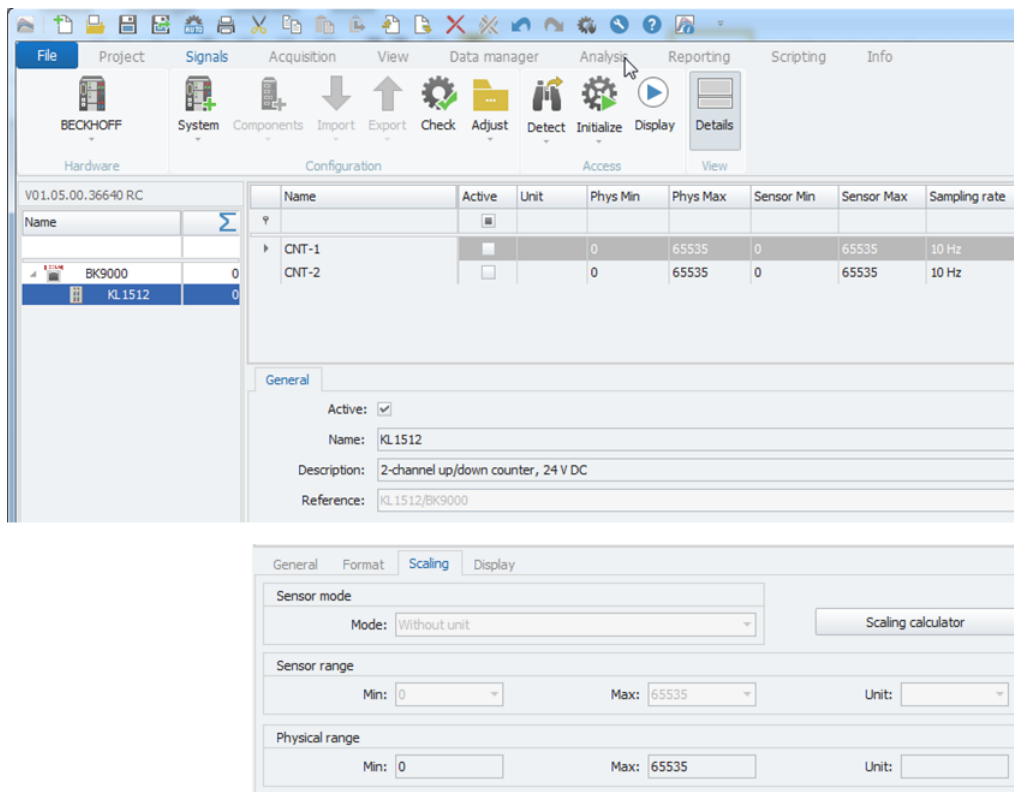 AUTO
File Project Signals Acquisition View Data manager Analysis Reporting Scripting Info
BECKHOFF System Components Import Export Check Adjust Detect Initialize Display Details
Hardware Configuration Access View
V01.05.00.36640 RC
Name Σ
Name Active Unit Phys Min Phys Max Sensor Min Sensor Max Sampling rate
BK9000 0
KL1512 0
CNT-1 0 65535 0 65535 10 Hz
CNT-2 0 65535 0 65535 10 Hz
General
Active:
Name: KL1512
Description: 2-channel up/down counter, 24 V DC
Reference: KL1512/BK9000
General Format Scaling Display
Sensor mode
Mode: Without unit
Scaling calculator
Sensor range
Min: 0 Max: 65535 Unit:
Physical range
Min: 0 Max: 65535 Unit: